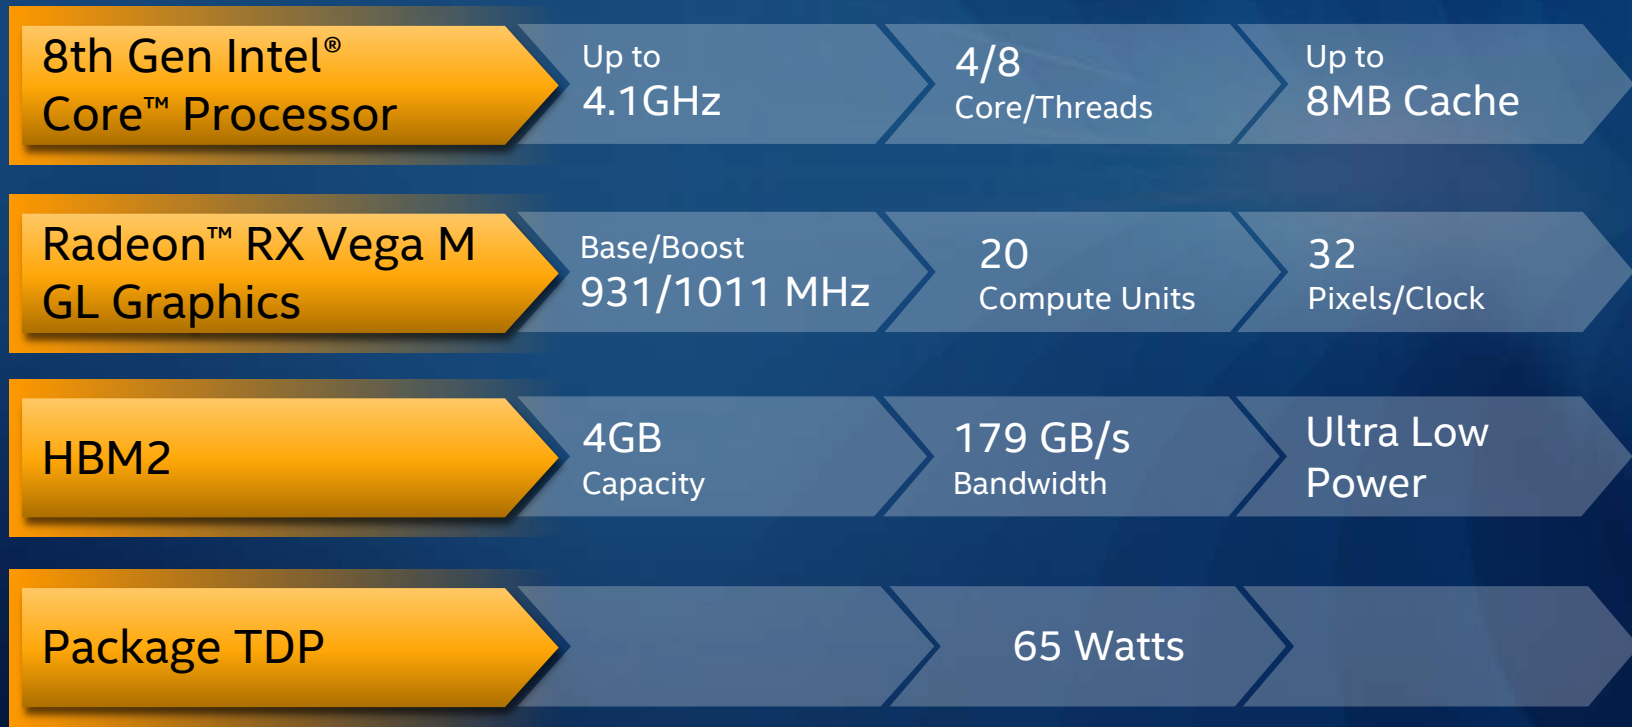 8th Gen Intel®
Core™ Processor
Up to
4.1GHz
4/8
Core/Threads
Up to
8MB Cache
Radeon™ RX Vega M
GL Graphics
Base/Boost
931/1011 MHz
20
Compute Units
32
Pixels/Clock
HBM2
4GB
Capacity
179 GB/s
Bandwidth
Ultra Low
Power
Package TDP
65 Watts